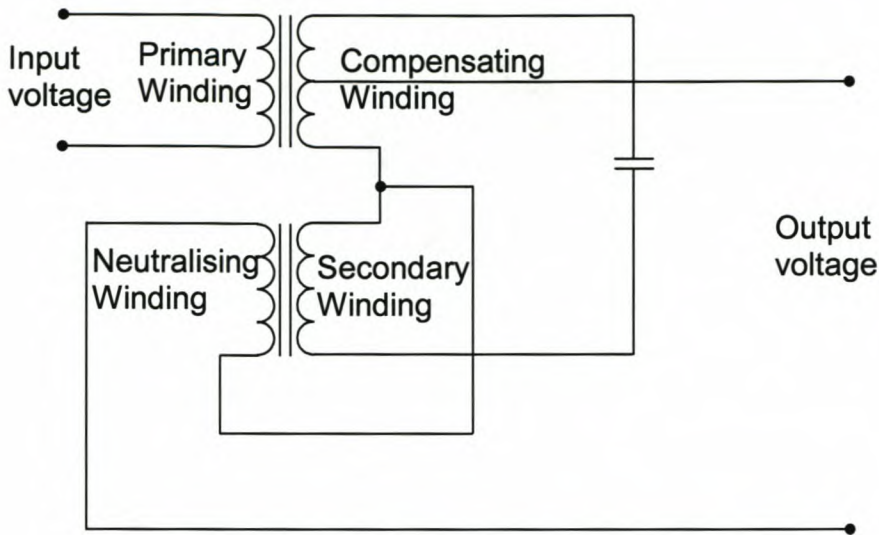 Input
voltage
Primary
Winding
Compensating
Winding
Neutralising
Winding
Secondary
Winding
Output
voltage